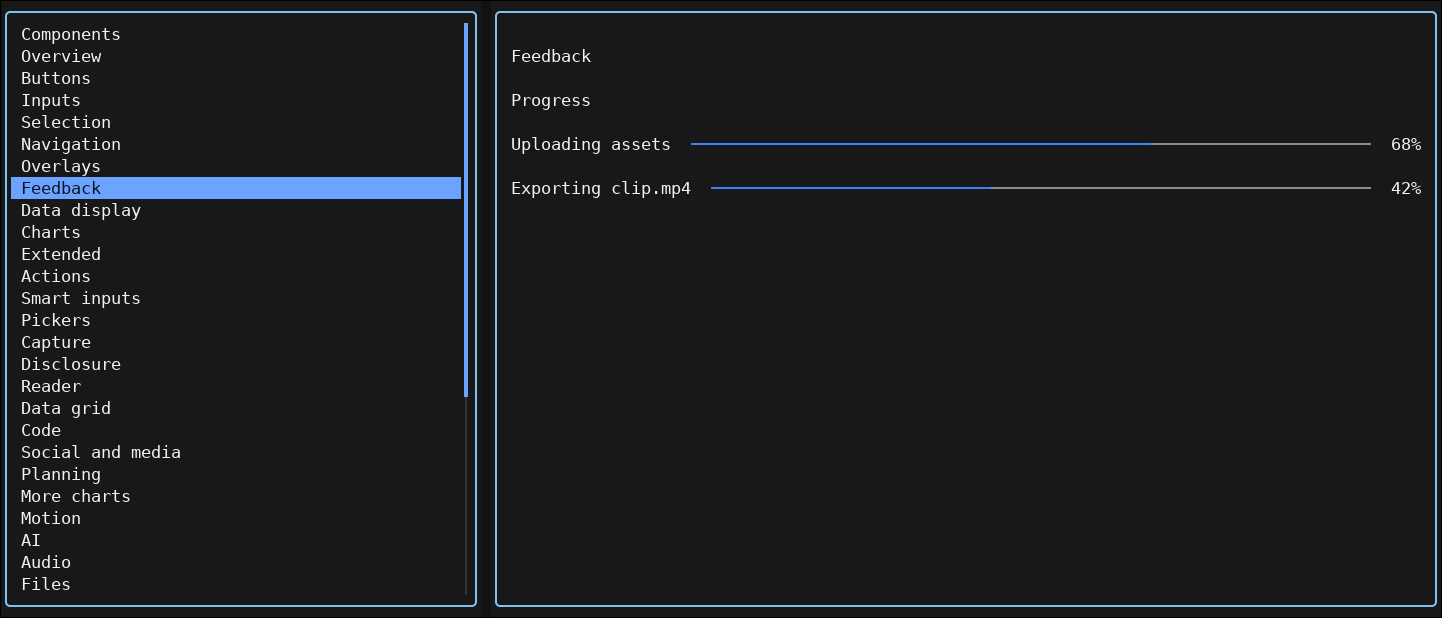 Components
Overview
Buttons
Inputs
Selection
Navigation
Overlays
Feedback
Data display
Charts
Extended
Actions
Smart inputs
Pickers
Capture
Disclosure
Reader
Data grid
Code
Social and media
Planning
More charts
Motion
AI
Audio
Files
Feedback
Progress
Uploading assets 68%
Exporting clip.mp4 42%